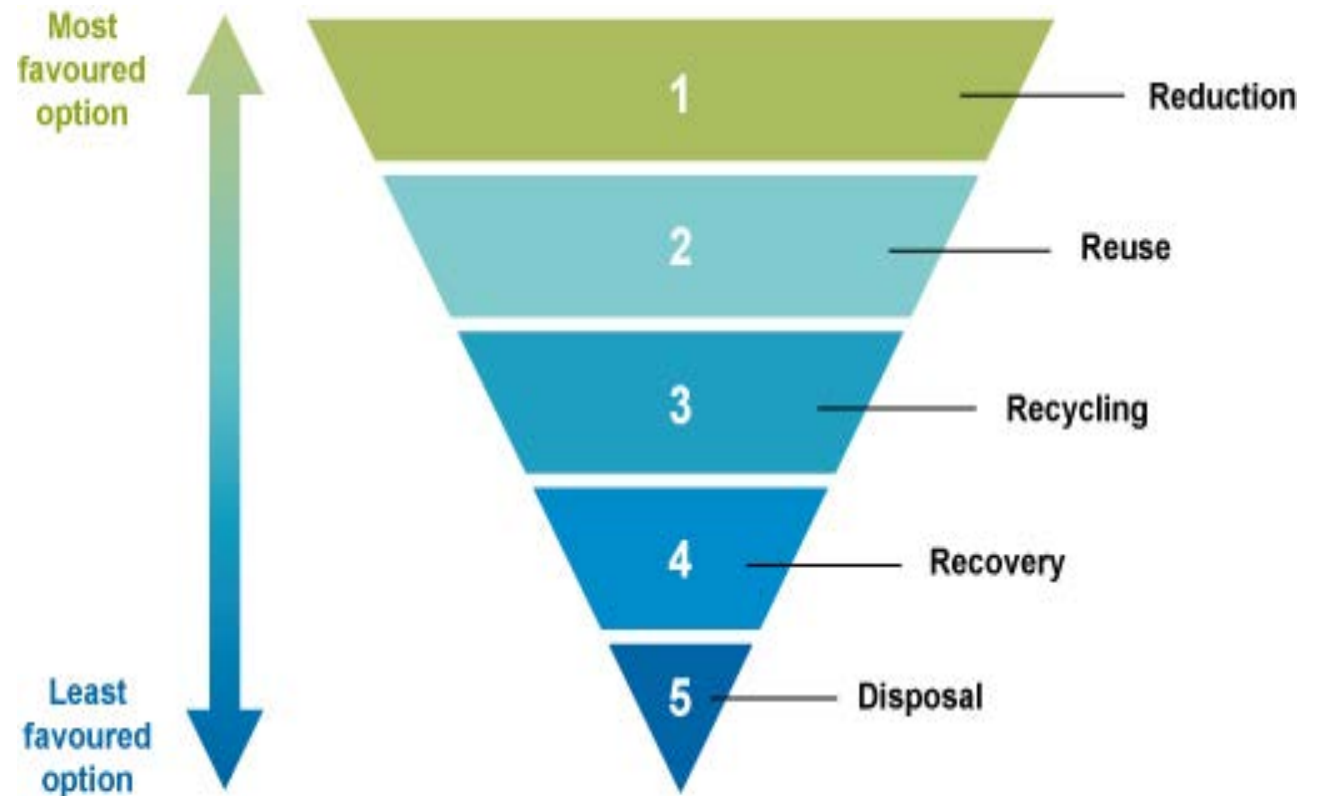 Most
favoured
option
1
Reduction
2
Reuse
3
Recycling
4
Recovery
5
Disposal
Least
favoured
option